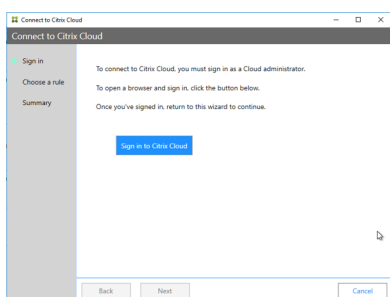 Connect to Citrix Cloud
Connect to Citrix Cloud
Sign in
Choose a rule
Summary
To connect to Citrix Cloud, you must sign in as a Cloud administrator.
To open a browser and sign in, click the button below.
Once you've signed in, return to this wizard to continue.
Sign in to Citrix Cloud
Back
Next
Cancel